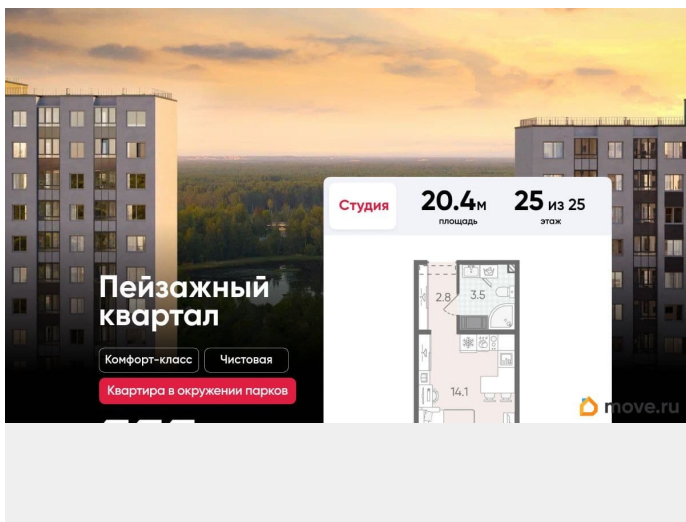 Студия
20.4м
площадь
25 из 25
этаж
2.8
3.5
Пейзажный
квартал
Комфорт-класс
Чистовая
Квартира в окружении парков
14.1
move.ru